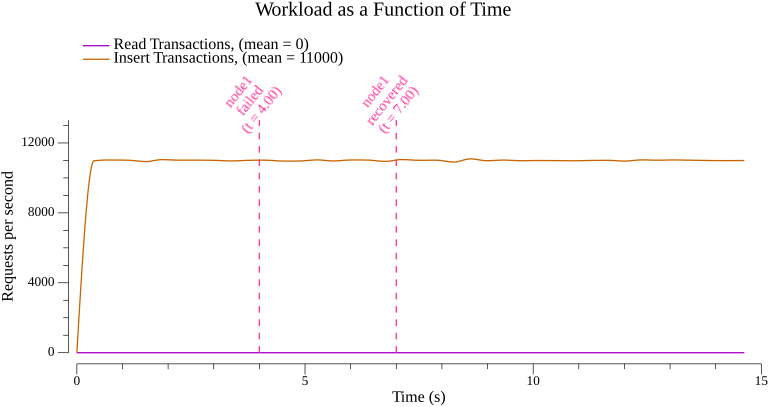 Workload as a Function of Time
Read Transactions, (mean = 0)
Insert Transactions, (mean = 11000)
node1
failed
(t = 4.00)
node1
recovered
(t = 7.00)
Requests per second
12000
8000
4000
0
0
5
10
15
Time (s)